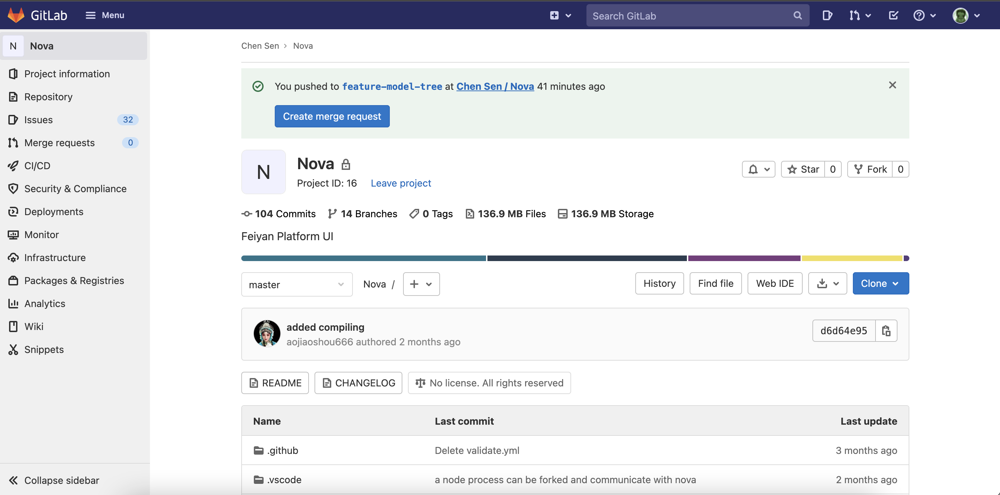 GitLab Menu Search GitLab
N Nova
Project information
Repository
Issues 32
Merge requests 0
CI/CD
Security & Compliance
Deployments
Monitor
Infrastructure
Packages & Registries
Analytics
Wiki
Snippets
Collapse sidebar
Chen Sen › Nova
You pushed to feature-model-tree at Chen Sen / Nova 41 minutes ago
Create merge request
N
Nova
Project ID: 16 Leave project
Star 0 Fork 0
104 Commits 14 Branches 0 Tags 136.9 MB Files 136.9 MB Storage
Feiyan Platform UI
master Nova / + History Find file Web IDE Clone
added compiling
aojiaoshou666 authored 2 months ago
d6d64e95
README CHANGELOG No license. All rights reserved
Name Last commit Last update
.github Delete validate.yml 3 months ago
.vscode a node process can be forked and communicate with nova 2 months ago